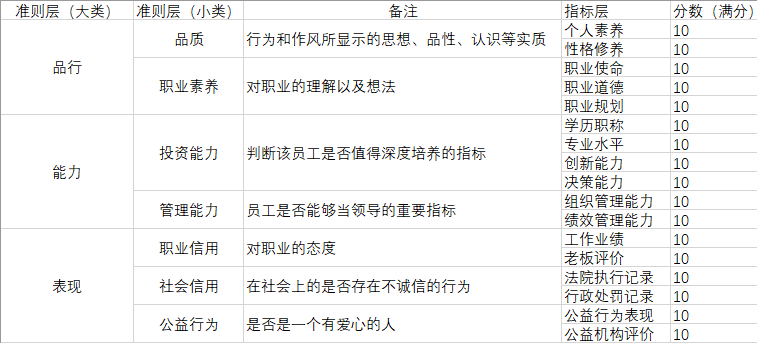 准则层（大类） 准则层（小类） 备注 指标层 分数（满分）
品行 品质 行为和作风所显示的思想、品性、认识等实质 个人素养 10
性格修养 10
职业素养 对职业的理解以及想法 职业使命 10
职业道德 10
职业规划 10
能力 投资能力 判断该员工是否值得深度培养的指标 学历职称 10
专业水平 10
创新能力 10
决策能力 10
管理能力 员工是否能够当领导的重要指标 组织管理能力 10
绩效管理能力 10
表现 职业信用 对职业的态度 工作业绩 10
老板评价 10
社会信用 在社会上的是否存在不诚信的行为 法院执行记录 10
行政处罚记录 10
公益行为 是否是一个有爱心的人 公益行为表现 10
公益机构评价 10